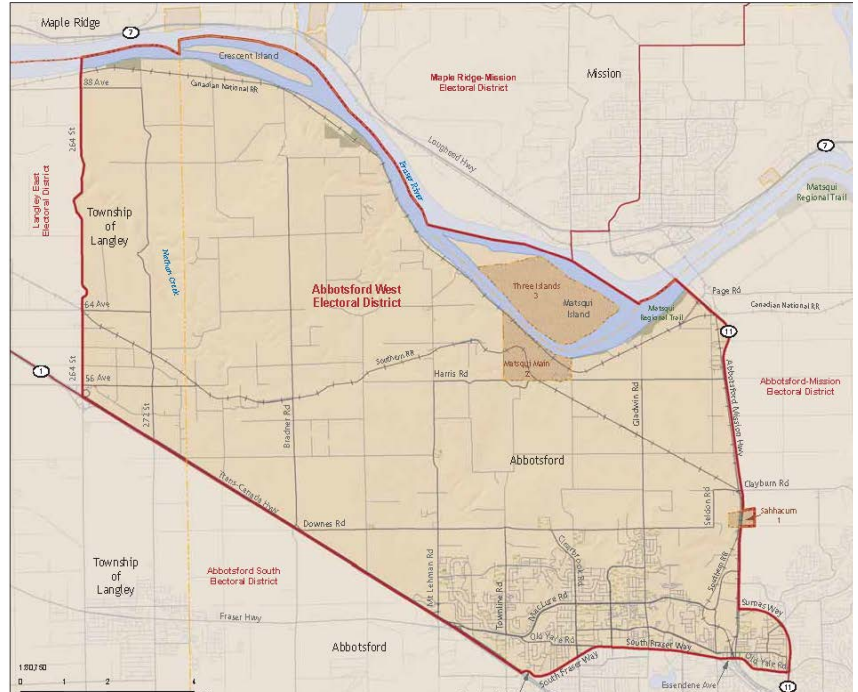 Maple Ridge
7
Crescent Island
88 Ave
Canadian National RR
Maple Ridge-Mission
Electoral District
Mission
Lougheed Hwy
7
264 St
Langley East
Electoral District
Fraser River
Matsqui
Regional Trail
Township
of
Langley
Nathan Creek
Abbotsford West
Electoral District
Three Islands
3
Matsqui
Island
Page Rd
Canadian National RR
Matsqui
Regional Trail
64 Ave
11
Southern RR
Matsqui Main
2
1
264 St
56 Ave
Harris Rd
272 St
Bradner Rd
Gladwin Rd
Abbotsford Mission Hwy
Abbotsford-Mission
Electoral District
Abbotsford
Trans-Canada Hwy
Clayburn Rd
Seldon Rd
Sahhacum
1
Downes Rd
Township
of
Langley
Abbotsford South
Electoral District
Mt Lehman Rd
Clearbrook Rd
Southern RR
Townline Rd
MacLure Rd
Sumas Way
Fraser Hwy
Old Yale Rd
South Fraser Way
Abbotsford
Old Yale Rd
1:80,150
South Fraser Way
Essendene Ave
11
0 1 2 4